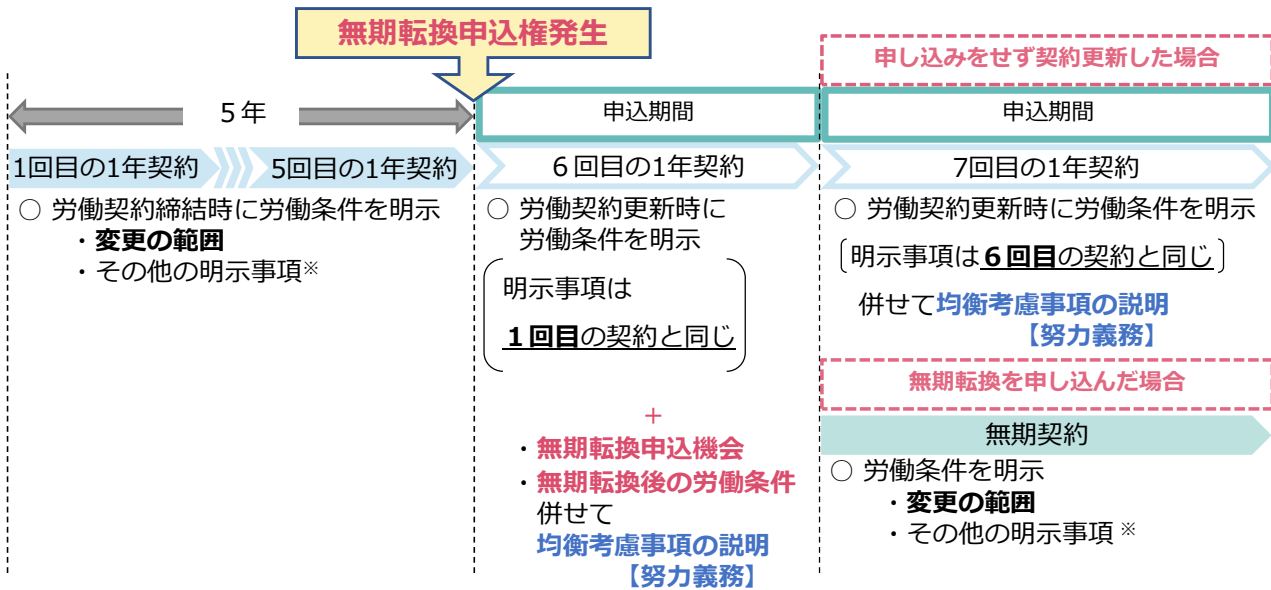 無期転換申込権発生
申し込みをせず契約更新した場合
5年
申込期間
申込期間
1回目の1年契約
5回目の1年契約
6回目の1年契約
7回目の1年契約
○ 労働契約締結時に労働条件を明示
・変更の範囲
・その他の明示事項※
○ 労働契約更新時に
労働条件を明示
明示事項は
1回目の契約と同じ
+
・無期転換申込機会
・無期転換後の労働条件
併せて
均衡考慮事項の説明
【努力義務】
○ 労働契約更新時に労働条件を明示
明示事項は6回目の契約と同じ
併せて均衡考慮事項の説明
【努力義務】
無期転換を申し込んだ場合
無期契約
○ 労働条件を明示
・変更の範囲
・その他の明示事項※